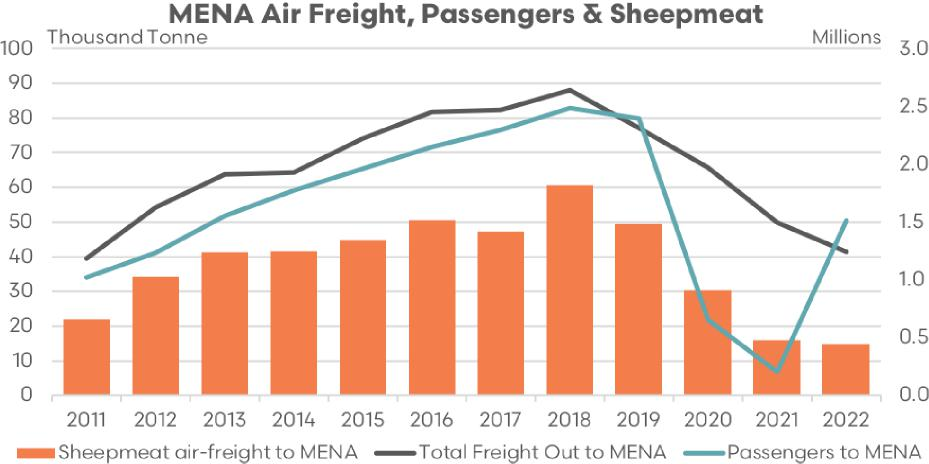 MENA Air Freight, Passengers & Sheepmeat
Thousand Tonne Millions
100 3.0
90
80 2.5
70
60 2.0
50 1.5
40
30 1.0
20 0.5
10
0 0.0
2011 2012 2013 2014 2015 2016 2017 2018 2019 2020 2021 2022
Sheepmeat air-freight to MENA Total Freight Out to MENA Passengers to MENA